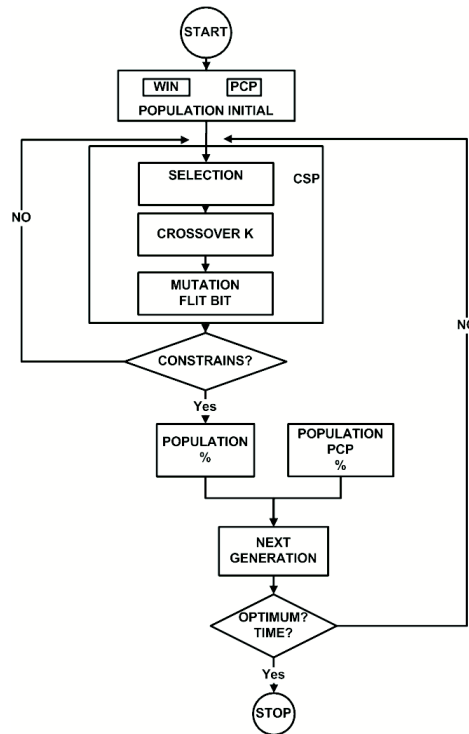 START
WIN PCP
POPULATION INITIAL
SELECTION
CSP
NO
CROSSOVER K
MUTATION
FLIT BIT
NO
CONSTRAINS?
Yes
POPULATION
%
POPULATION
PCP
%
NEXT
GENERATION
OPTIMUM?
TIME?
Yes
STOP